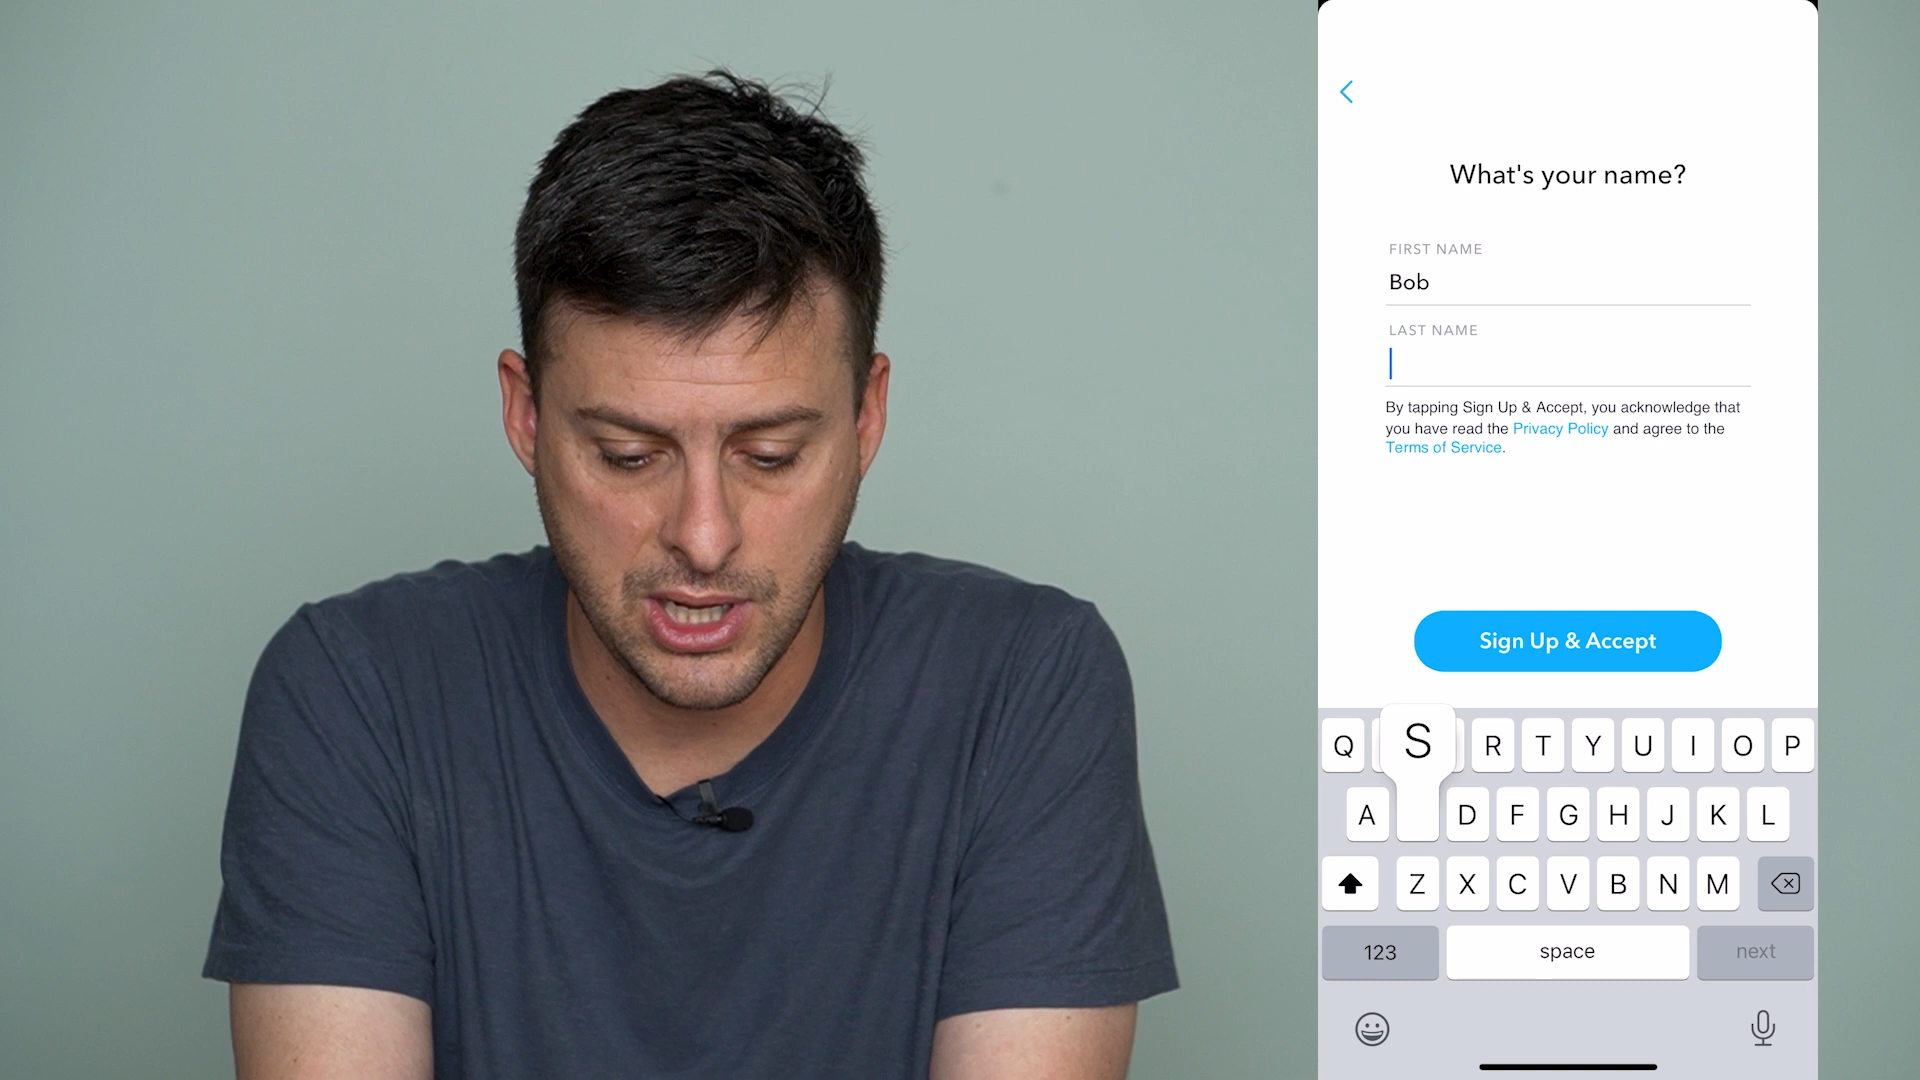 What's your name?
FIRST NAME
Bob
LAST NAME
By tapping Sign Up & Accept, you acknowledge that
you have read the Privacy Policy and agree to the
Terms of Service.
Sign Up & Accept
Q S R T Y U I O P
A D F G H J K L
Z X C V B N M
123 space next